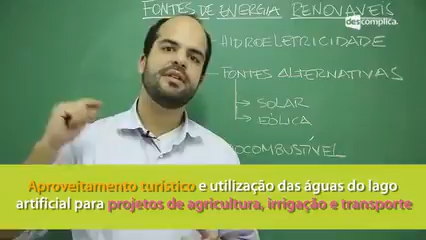 FONTES DE ENERGIA RENOVÁVEIS
descomplica.
HIDROELETRICIDADE
FONTES ALTERNATIVAS
SOLAR
EÓLICA
BIOCOMBUSTÍVEL
Aproveitamento turístico e utilização das águas do lago
artificial para projetos de agricultura, irrigação e transporte